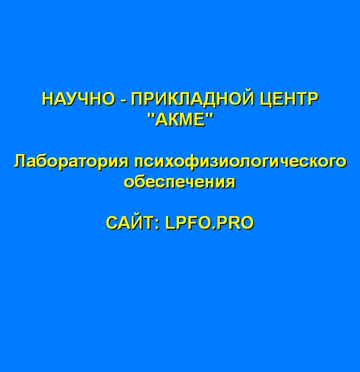 НАУЧНО - ПРИКЛАДНОЙ ЦЕНТР
"АКМЕ"
Лаборатория психофизиологического
обеспечения
САЙТ: LPFO.PRO